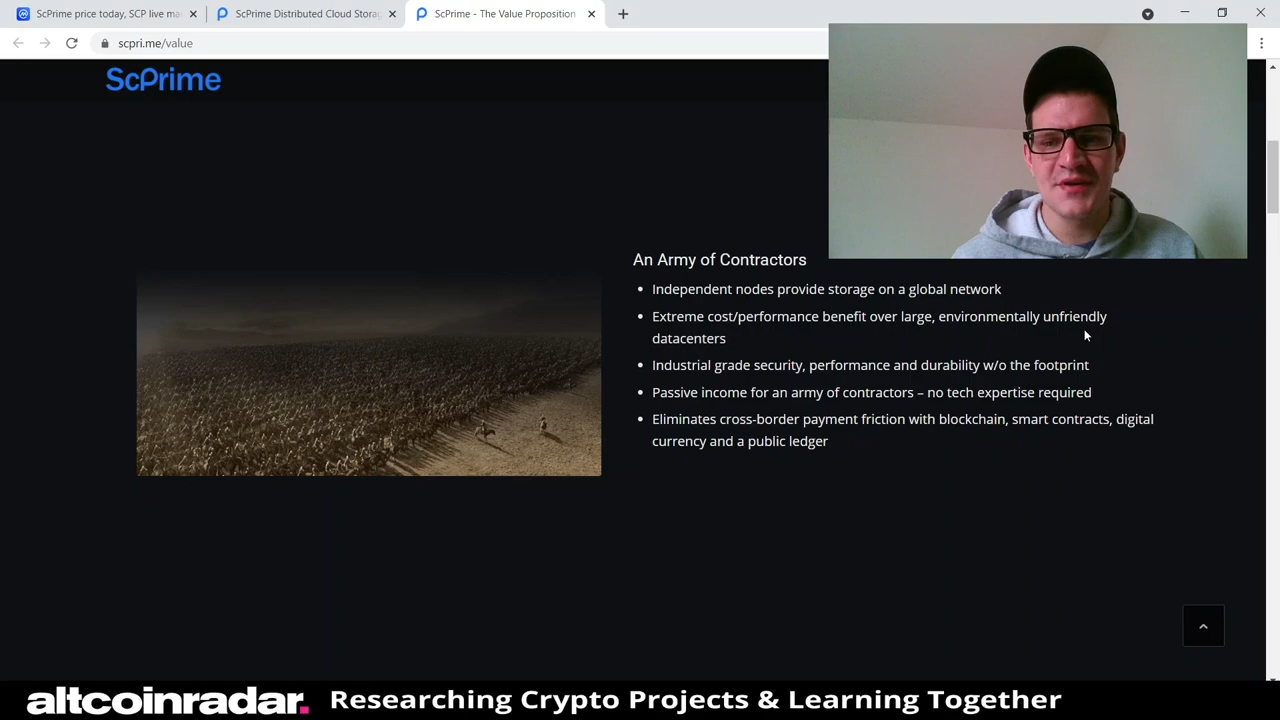 ScPrime price today, SCP live ma
ScPrime Distributed Cloud Storag
ScPrime - The Value Proposition
scpri.me/value
ScPrime
An Army of Contractors
Independent nodes provide storage on a global network
Extreme cost/performance benefit over large, environmentally unfriendly
datacenters
Industrial grade security, performance and durability w/o the footprint
Passive income for an army of contractors – no tech expertise required
Eliminates cross-border payment friction with blockchain, smart contracts, digital
currency and a public ledger
altcoinradar. Researching Crypto Projects & Learning Together